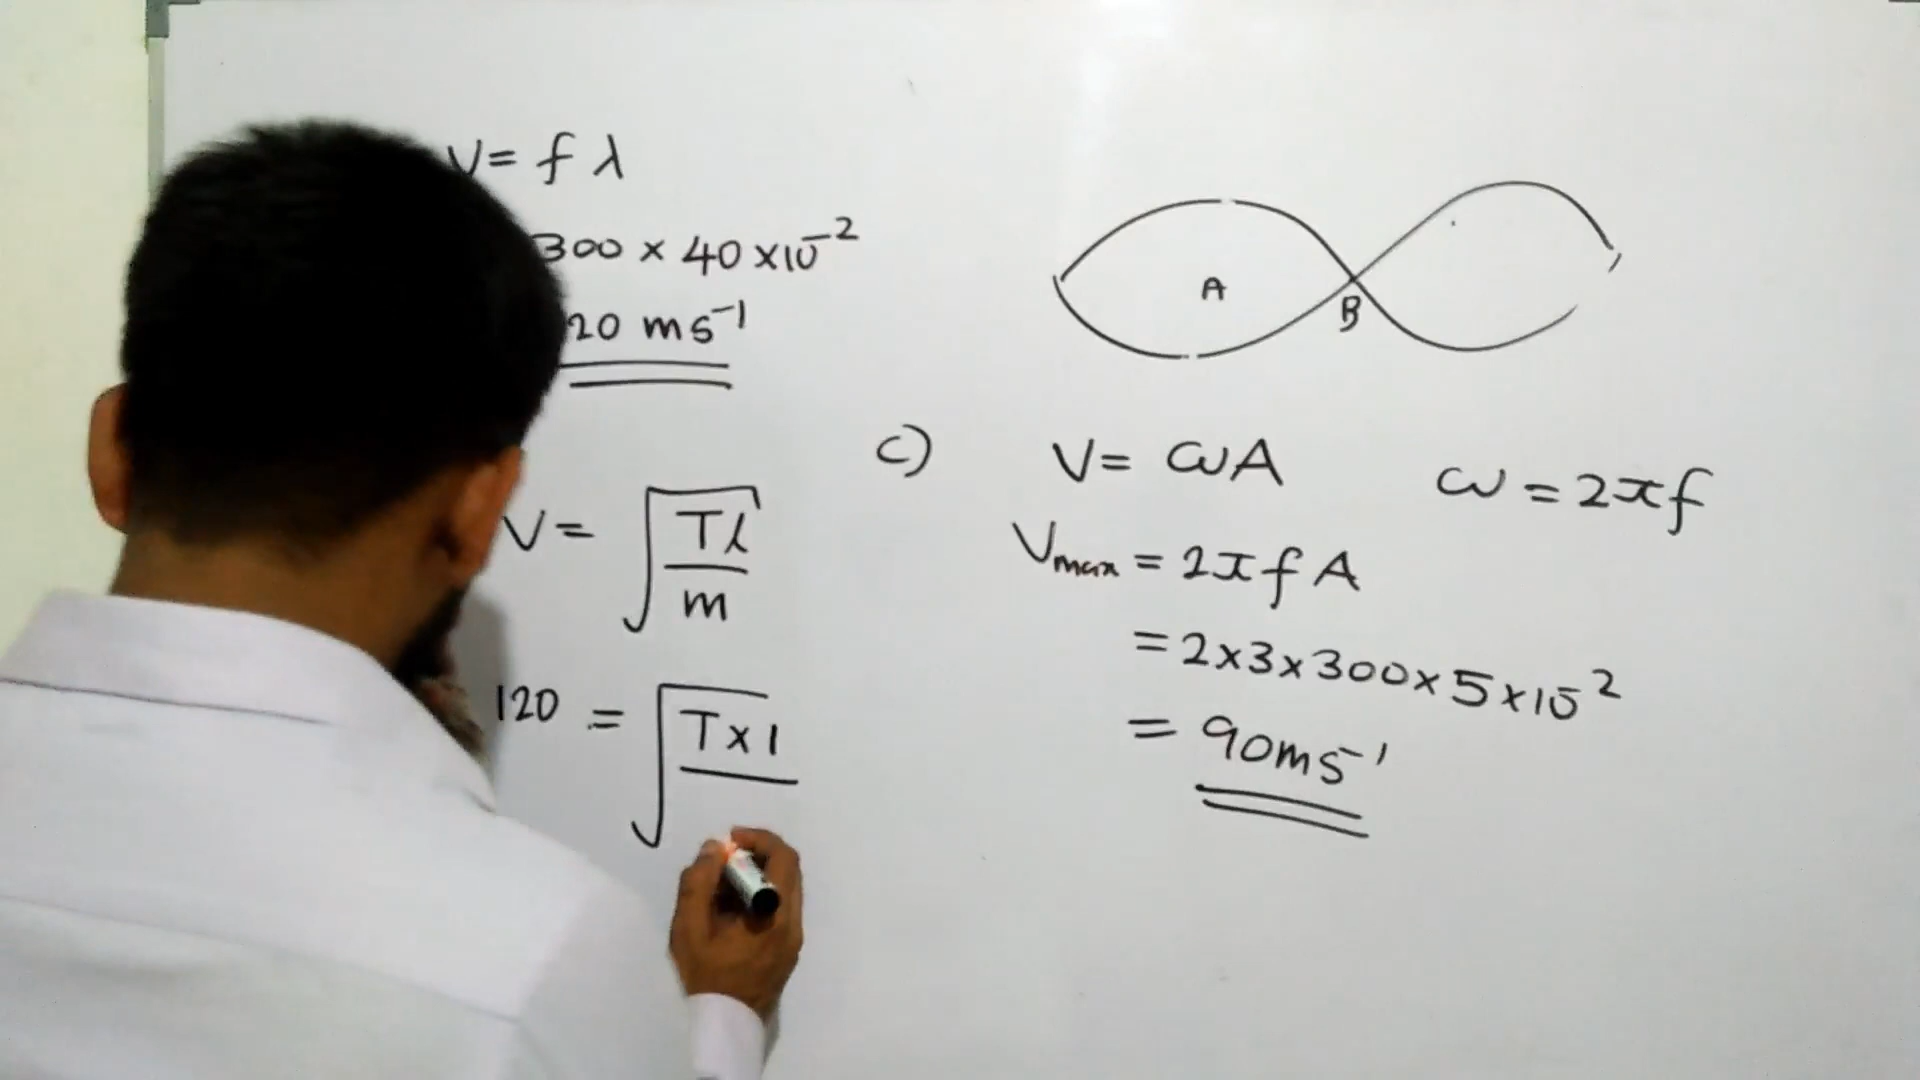 V = f λ
300 × 40 × 10⁻²
20 ms⁻¹
V = √(Tl/m)
120 = √(T×1
A
B
c) V = ωA ω = 2πf
Vmax = 2πfA
= 2×3×300×5×10⁻²
= 90ms⁻¹